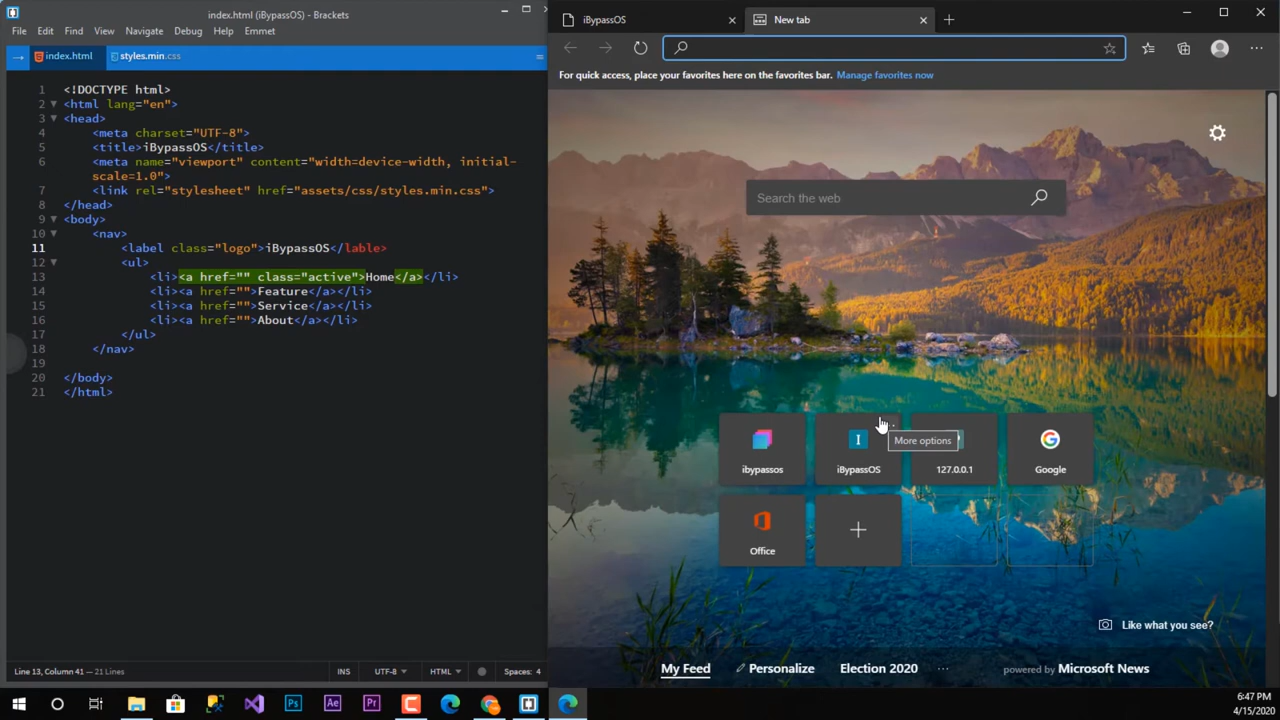 index.html (iBypassOS) - Brackets
File Edit Find View Navigate Debug Help Emmet
index.html
styles.min.css
1 <!DOCTYPE html>
2 <html lang="en">
3 <head>
4 <meta charset="UTF-8">
5 <title>iBypassOS</title>
6 <meta name="viewport" content="width=device-width, initial-
scale=1.0">
7 <link rel="stylesheet" href="assets/css/styles.min.css">
8 </head>
9 <body>
10 <nav>
11 <label class="logo">iBypassOS</lable>
12 <ul>
13 <li><a href="" class="active">Home</a></li>
14 <li><a href="">Feature</a></li>
15 <li><a href="">Service</a></li>
16 <li><a href="">About</a></li>
17 </ul>
18 </nav>
19
20 </body>
21 </html>
Line 13, Column 41 — 21 Lines
INS UTF-8 HTML Spaces: 4
iBypassOS
New tab
For quick access, place your favorites here on the favorites bar. Manage favorites now
Search the web
More options
ibypassos
I
iBypassOS
127.0.0.1
Google
Office
Like what you see?
My Feed Personalize Election 2020 ... powered by Microsoft News
Ps Ae Pr
6:47 PM
4/15/2020